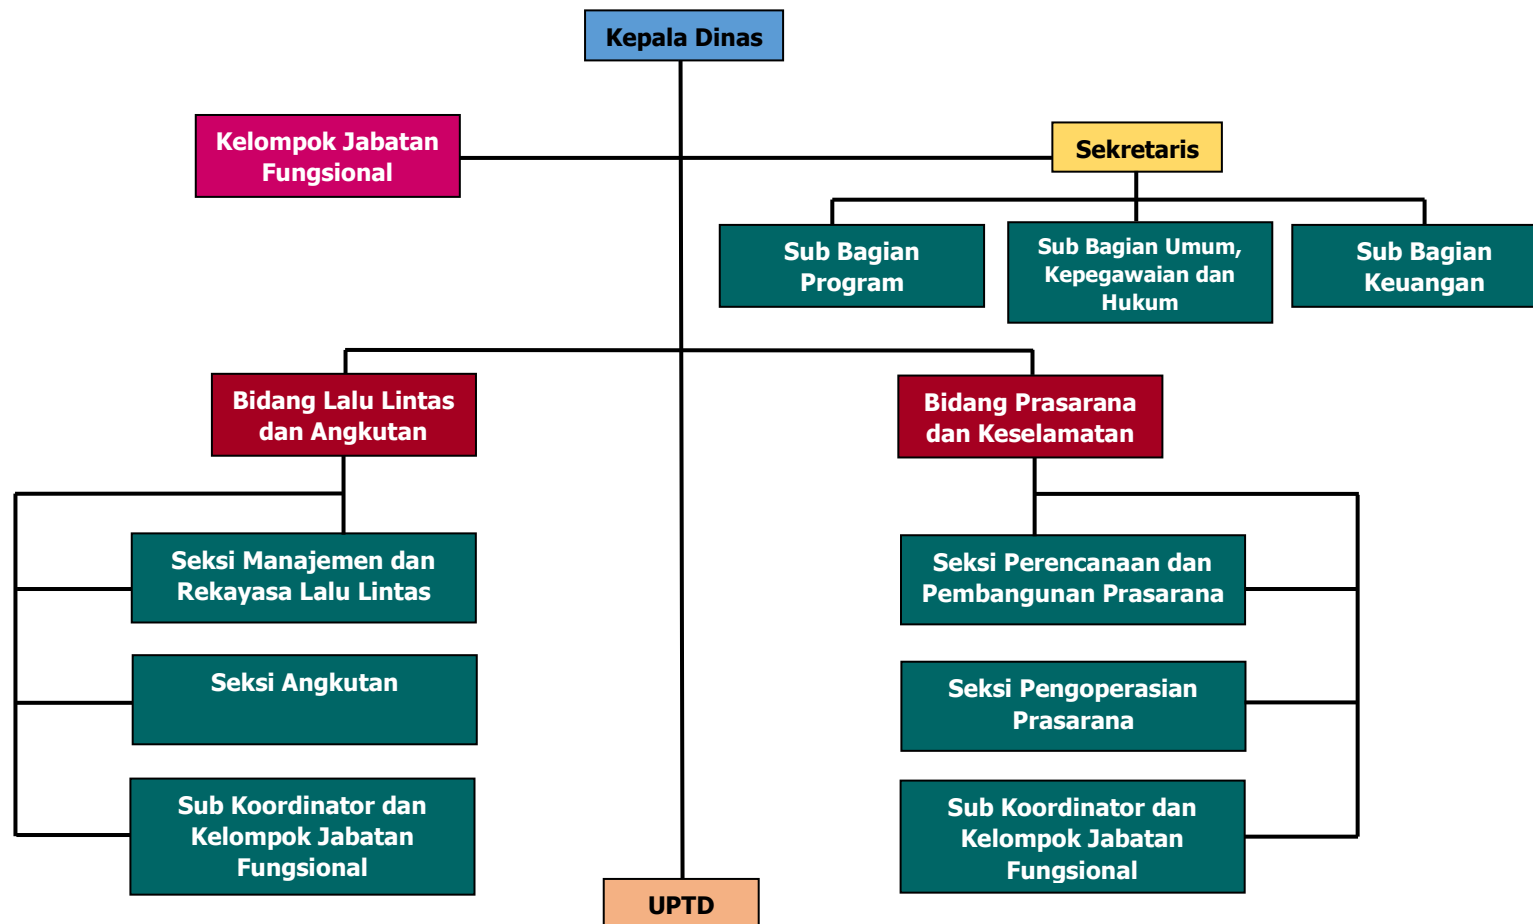 Kepala Dinas
Kelompok Jabatan
Fungsional
Sekretaris
Sub Bagian
Program
Sub Bagian Umum,
Kepegawaian dan
Hukum
Sub Bagian
Keuangan
Bidang Lalu Lintas
dan Angkutan
Bidang Prasarana
dan Keselamatan
Seksi Manajemen dan
Rekayasa Lalu Lintas
Seksi Angkutan
Sub Koordinator dan
Kelompok Jabatan
Fungsional
Seksi Perencanaan dan
Pembangunan Prasarana
Seksi Pengoperasian
Prasarana
Sub Koordinator dan
Kelompok Jabatan
Fungsional
UPTD